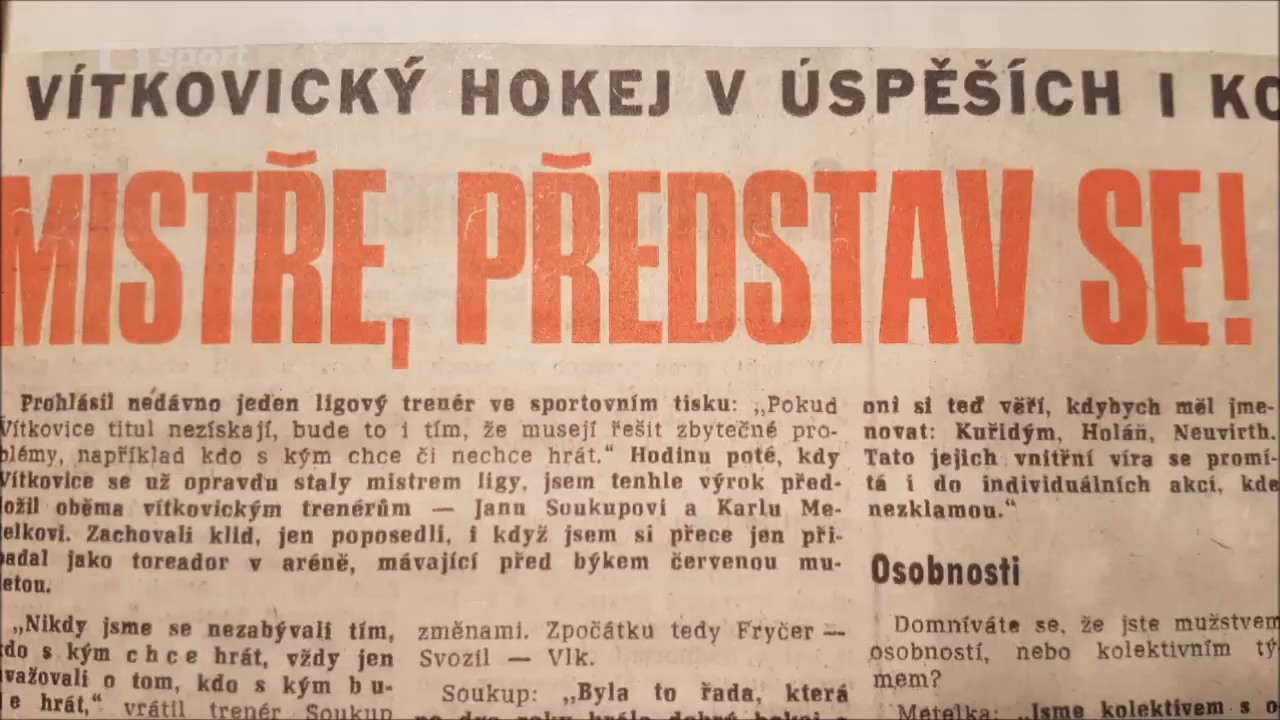 sport
VÍTKOVICKÝ HOKEJ V ÚSPĚŠÍCH I
MISTŘE, PŘEDSTAV SE!
Prohlásil nedávno jeden ligový trenér ve sportovním tisku: „Pokud
Vítkovice titul nezískají, bude to i tím, že musejí řešit zbytečné pro-
blémy, například kdo s kým chce či nechce hrát.“ Hodinu poté, kdy
Vítkovice se už opravdu staly mistrem ligy, jsem tenhle výrok před-
ložil oběma vítkovickým trenérům — Janu Soukupovi a Karlu Me-
telkovi. Zachovali klid, jen poposedli, i když jsem si přece jen při-
padal jako toreador v aréně, mávající před býkem červenou mu-
letou.
„Nikdy jsme se nezabývali tím,
kdo s kým chce hrát, vždy jen
uvažovali o tom, kdo s kým bu-
de hrát,“ vrátil trenér Soukup
změnami. Zpočátku tedy Fryčer —
Svozil — Vlk.
Soukup: „Byla to řada, která
po dva roky hrála dobrý hokej a
oni si teď věří, kdybych měl jme-
novat: Kuřidým, Holáň, Neuvirth.
Tato jejich vnitřní víra se promí-
tá i do individuálních akcí, kde
nezklamou.“
Osobnosti
Domníváte se, že jste mužstvem
osobností, nebo kolektivním tý-
mem?
Metelka: „Jsme kolektivem s o